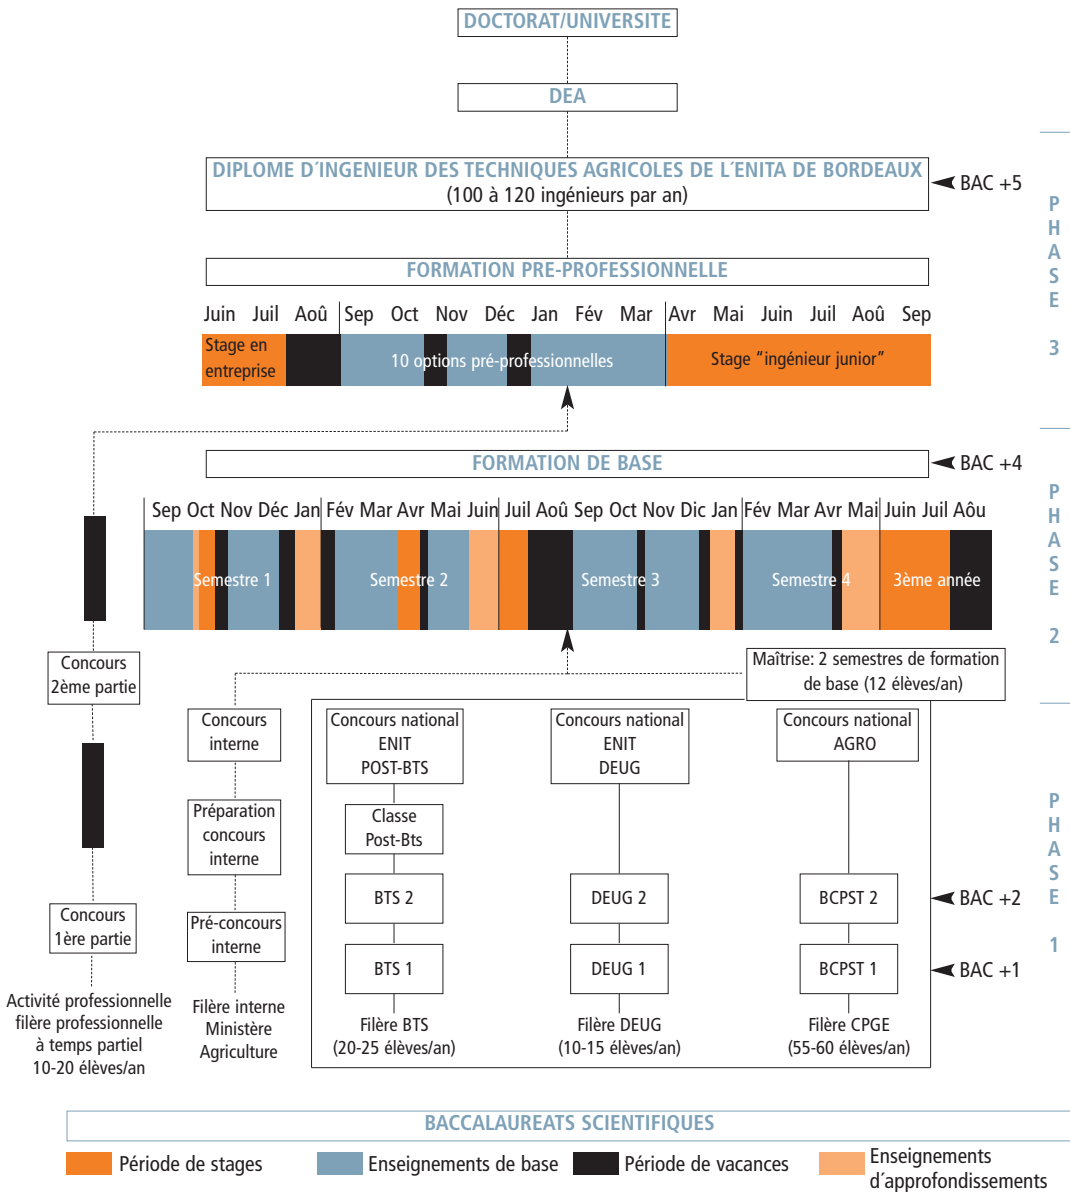 DOCTORAT/UNIVERSITE
DEA
DIPLOME D´INGENIEUR DES TECHNIQUES AGRICOLES DE L´ENITA DE BORDEAUX
(100 à 120 ingénieurs par an)
BAC +5
FORMATION PRE-PROFESSIONNELLE
Juin Juil Aoû Sep Oct Nov Déc Jan Fév Mar Avr Mai Juin Juil Aoû Sep
Stage en
entreprise
10 options pré-professionnelles
Stage “ingénieur junior”
PHASE 3
FORMATION DE BASE
BAC +4
Sep Oct Nov Déc Jan Fév Mar Avr Mai Juin Juil Aoû Sep Oct Nov Dic Jan Fév Mar Avr Mai Juin Juil Aôu
Semestre 1 Semestre 2 Semestre 3 Semestre 4 3ème année
PHASE 2
Concours
2ème partie
Maîtrise: 2 semestres de formation
de base (12 élèves/an)
Concours
interne
Concours national
ENIT
POST-BTS
Concours national
ENIT
DEUG
Concours national
AGRO
Préparation
concours
interne
Classe
Post-Bts
PHASE 1
BTS 2
DEUG 2
BCPST 2
BAC +2
Concours
1ère partie
Pré-concours
interne
BTS 1
DEUG 1
BCPST 1
BAC +1
Activité professionnelle
filère professionnelle
à temps partiel
10-20 élèves/an
Filère interne
Ministère
Agriculture
Filère BTS
(20-25 élèves/an)
Filère DEUG
(10-15 élèves/an)
Filère CPGE
(55-60 élèves/an)
BACCALAUREATS SCIENTIFIQUES
Période de stages
Enseignements de base
Période de vacances
Enseignements
d´approfondissements